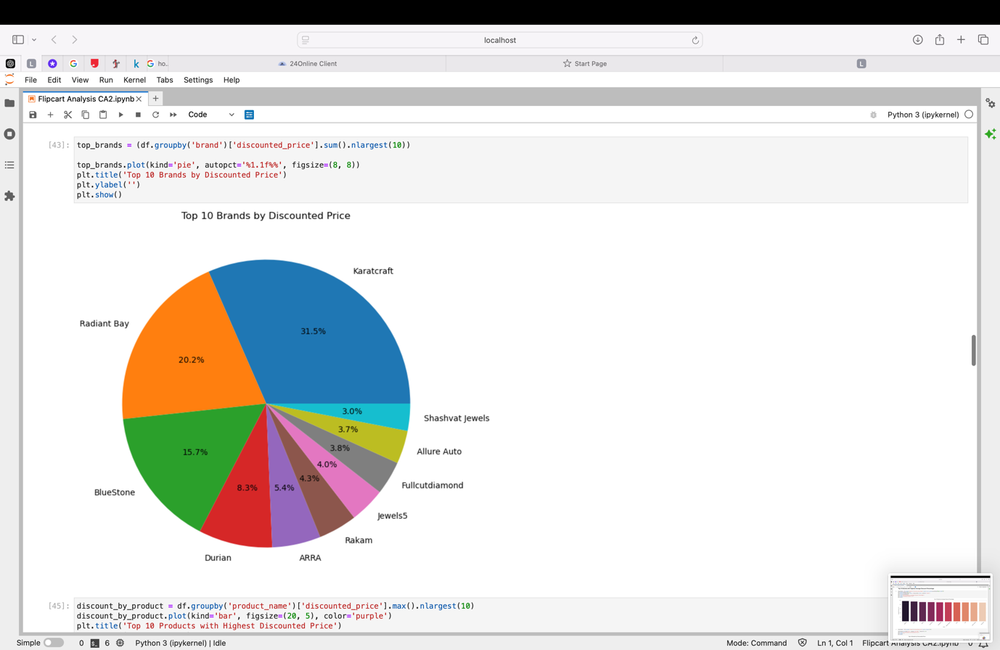 localhost
ho..
24Online Client
Start Page
L
File Edit View Run Kernel Tabs Settings Help
Flipcart Analysis CA2.ipynb
Code
Python 3 (ipykernel)
[43]:
top_brands = (df.groupby('brand')['discounted_price'].sum().nlargest(10))
top_brands.plot(kind='pie', autopct='%1.1f%%', figsize=(8, 8))
plt.title('Top 10 Brands by Discounted Price')
plt.ylabel('')
plt.show()
Top 10 Brands by Discounted Price
Karatcraft
Radiant Bay
31.5%
20.2%
3.0%
Shashvat Jewels
3.7%
3.8%
Allure Auto
15.7%
4.0%
4.3%
Fullcutdiamond
8.3%
5.4%
BlueStone
Jewels5
Rakam
Durian
ARRA
[45]:
discount_by_product = df.groupby('product_name')['discounted_price'].max().nlargest(10)
discount_by_product.plot(kind='bar', figsize=(20, 5), color='purple')
plt.title('Top 10 Products with Highest Discounted Price')
Simple 0 6 Python 3 (ipykernel) | Idle
Mode: Command Ln 1, Col 1 Flipcart Analysis CA2.ipynb 0